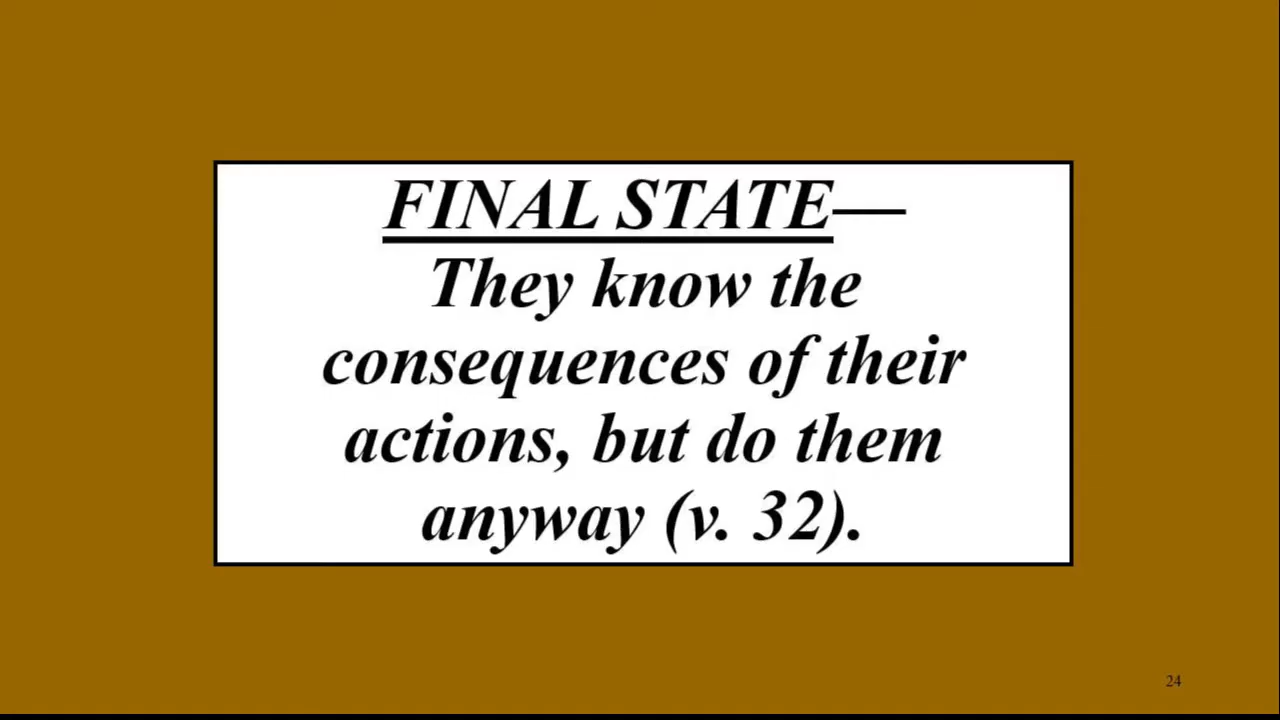 FINAL STATE—
They know the
consequences of their
actions, but do them
anyway (v. 32).
24